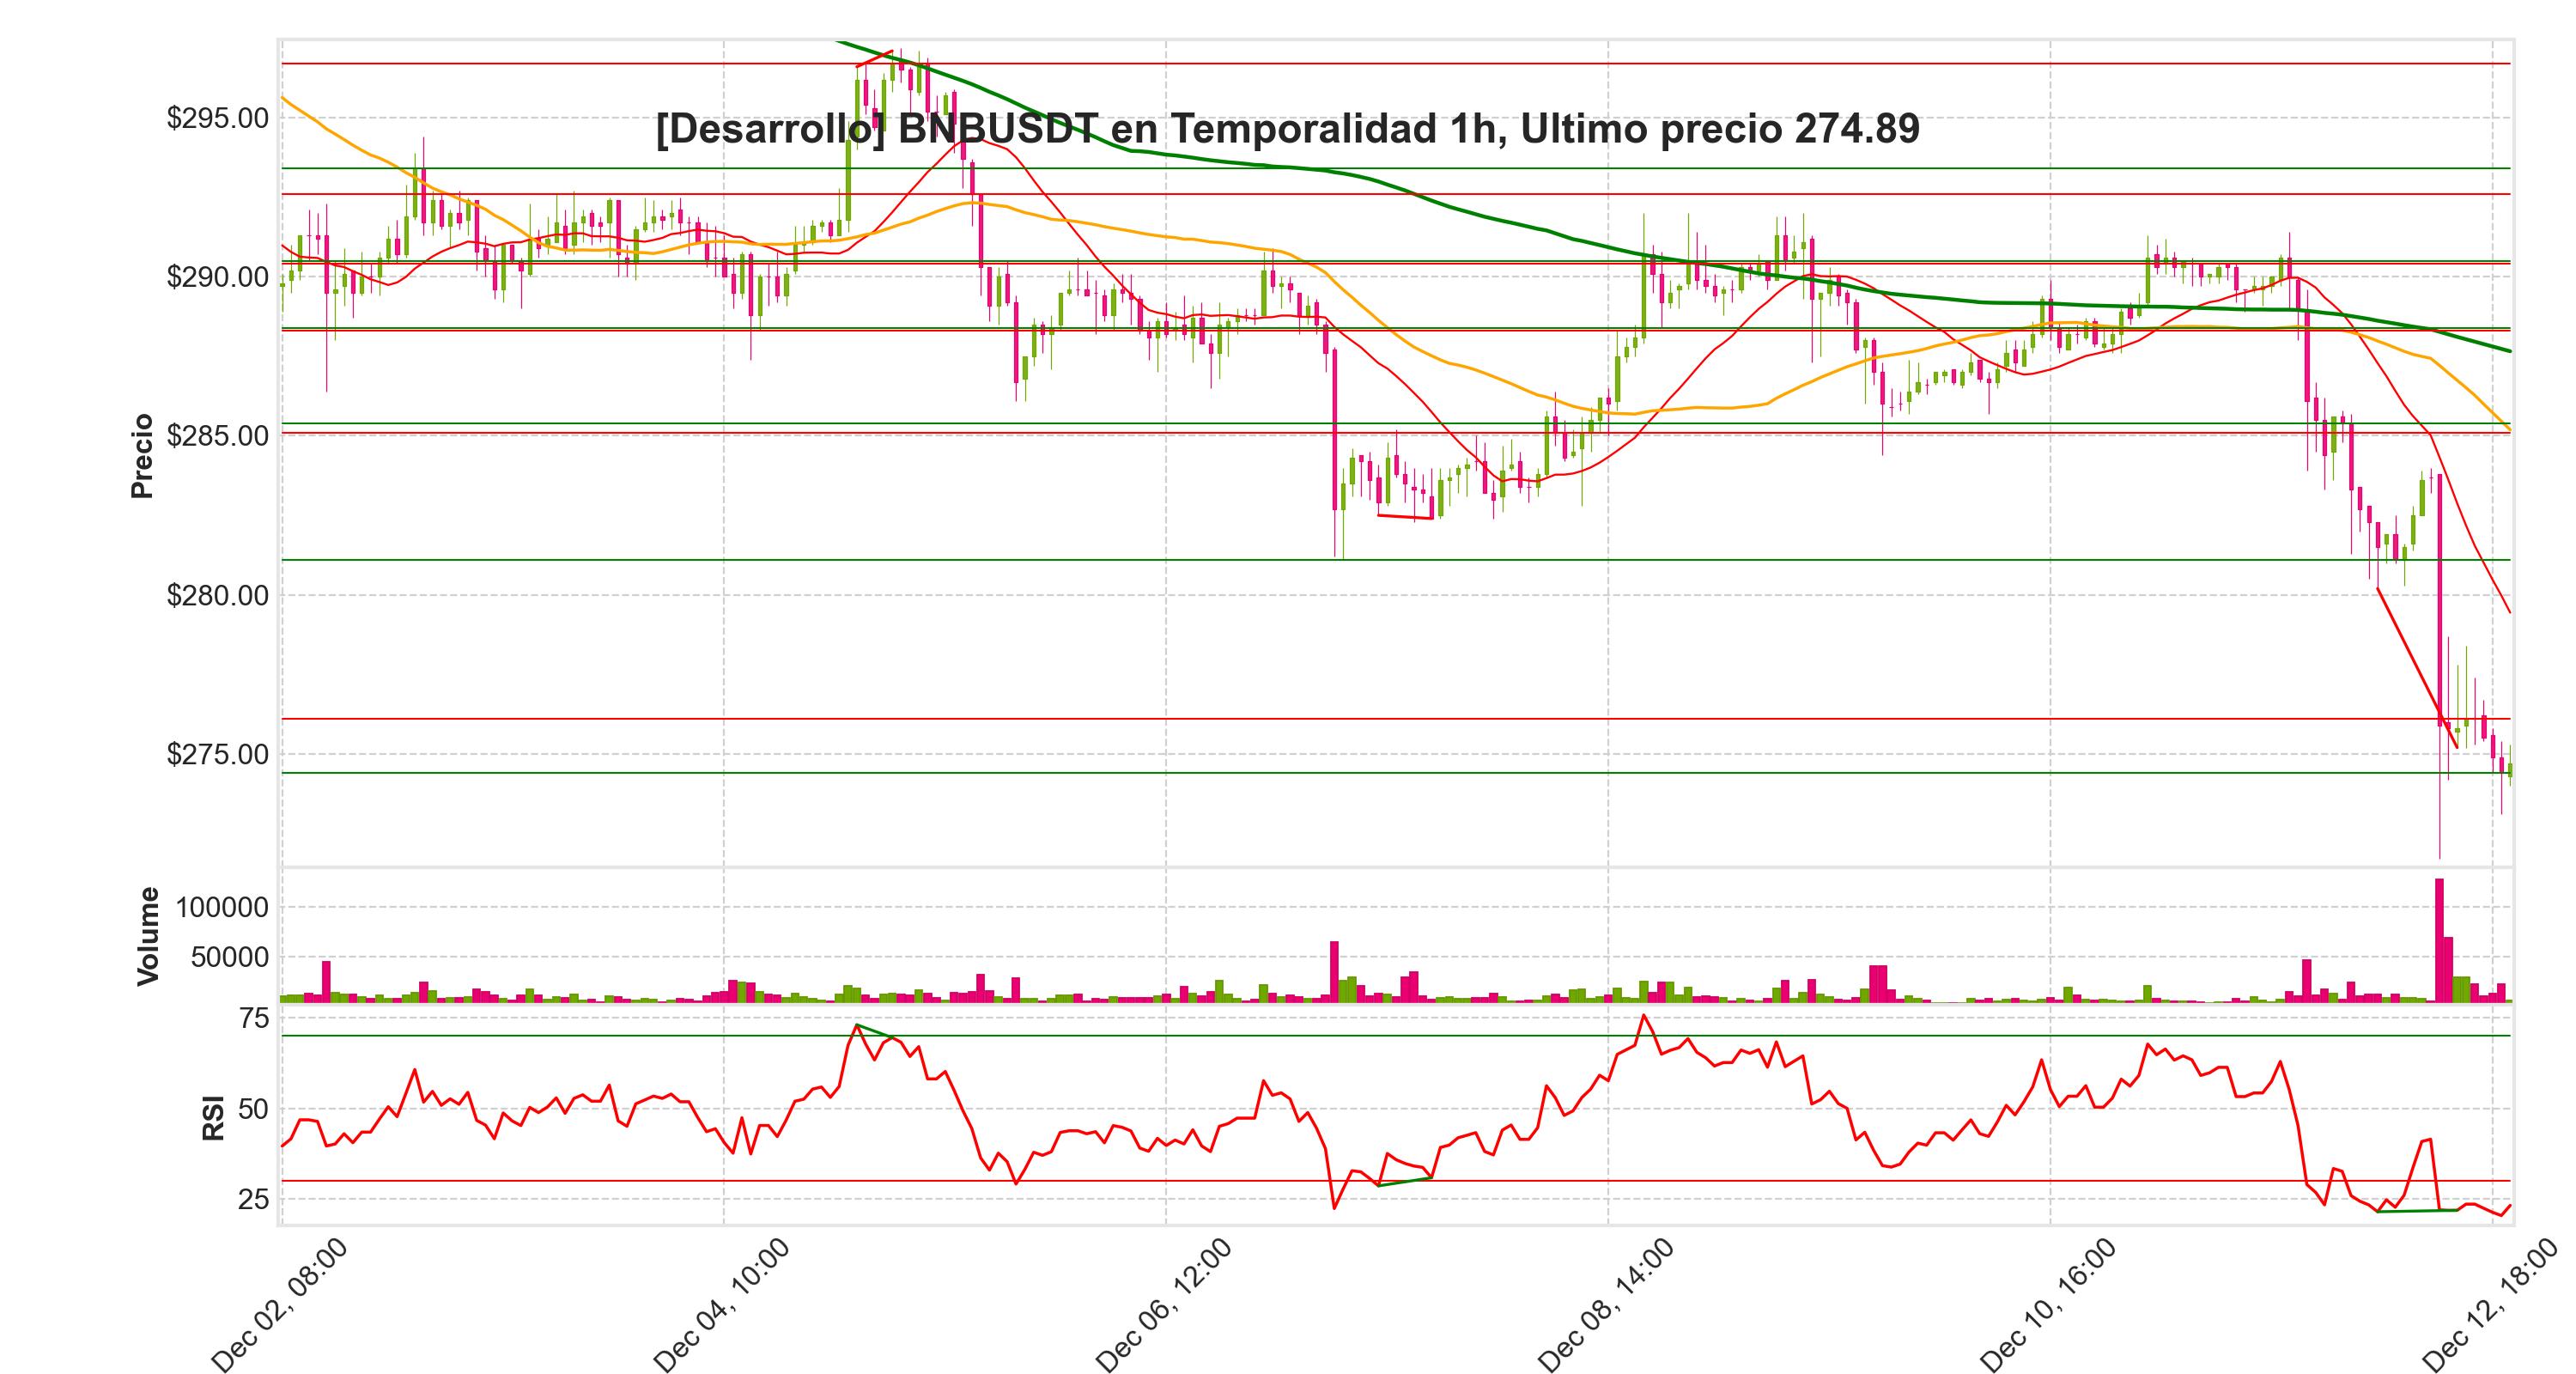 [Desarrollo] BNBUSDT en Temporalidad 1h, Ultimo precio 274.89
$295.00
$290.00
$285.00
$280.00
$275.00
Precio
100000
50000
Volume
75
50
25
RSI
Dec 02, 08:00
Dec 04, 10:00
Dec 06, 12:00
Dec 08, 14:00
Dec 10, 16:00
Dec 12, 18:00